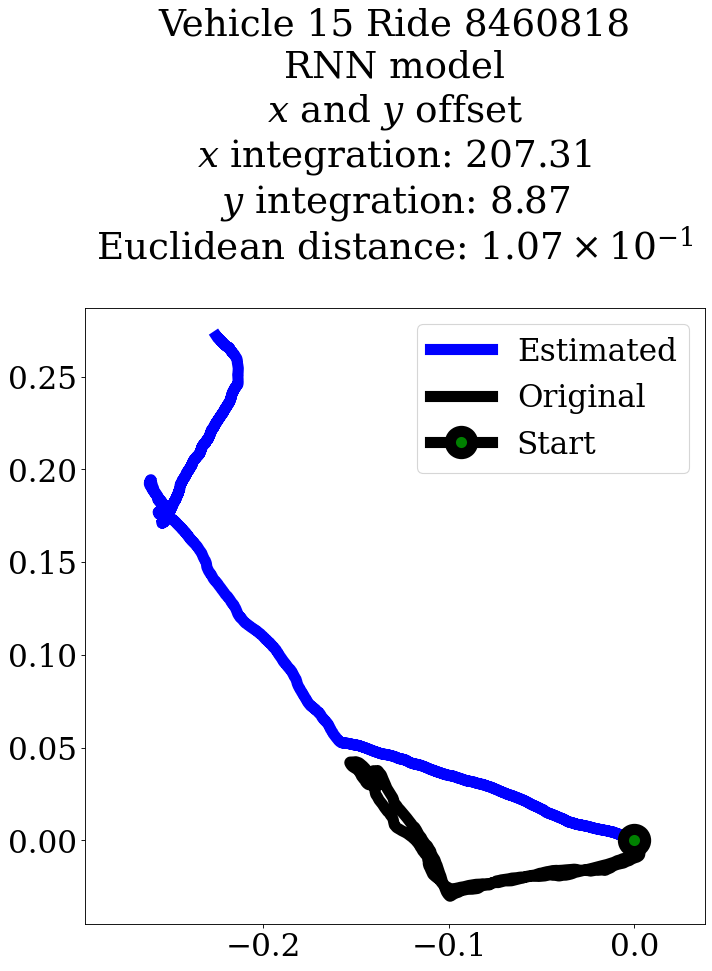 Vehicle 15 Ride 8460818
RNN model
x and y offset
x integration: 207.31
y integration: 8.87
Euclidean distance: 1.07 × 10⁻¹
Estimated
Original
Start
0.25
0.20
0.15
0.10
0.05
0.00
−0.2 −0.1 0.0